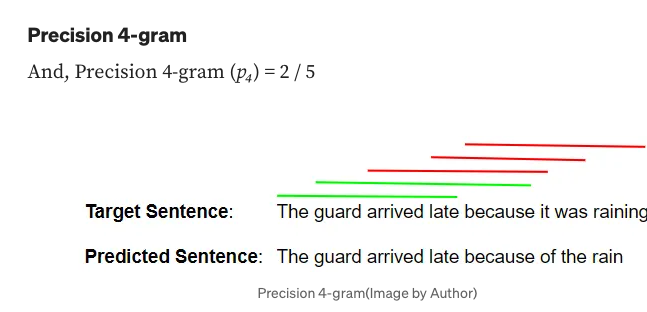 Precision 4-gram
And, Precision 4-gram (p₄) = 2 / 5
Target Sentence: The guard arrived late because it was raining
Predicted Sentence: The guard arrived late because of the rain
Precision 4-gram(Image by Author)